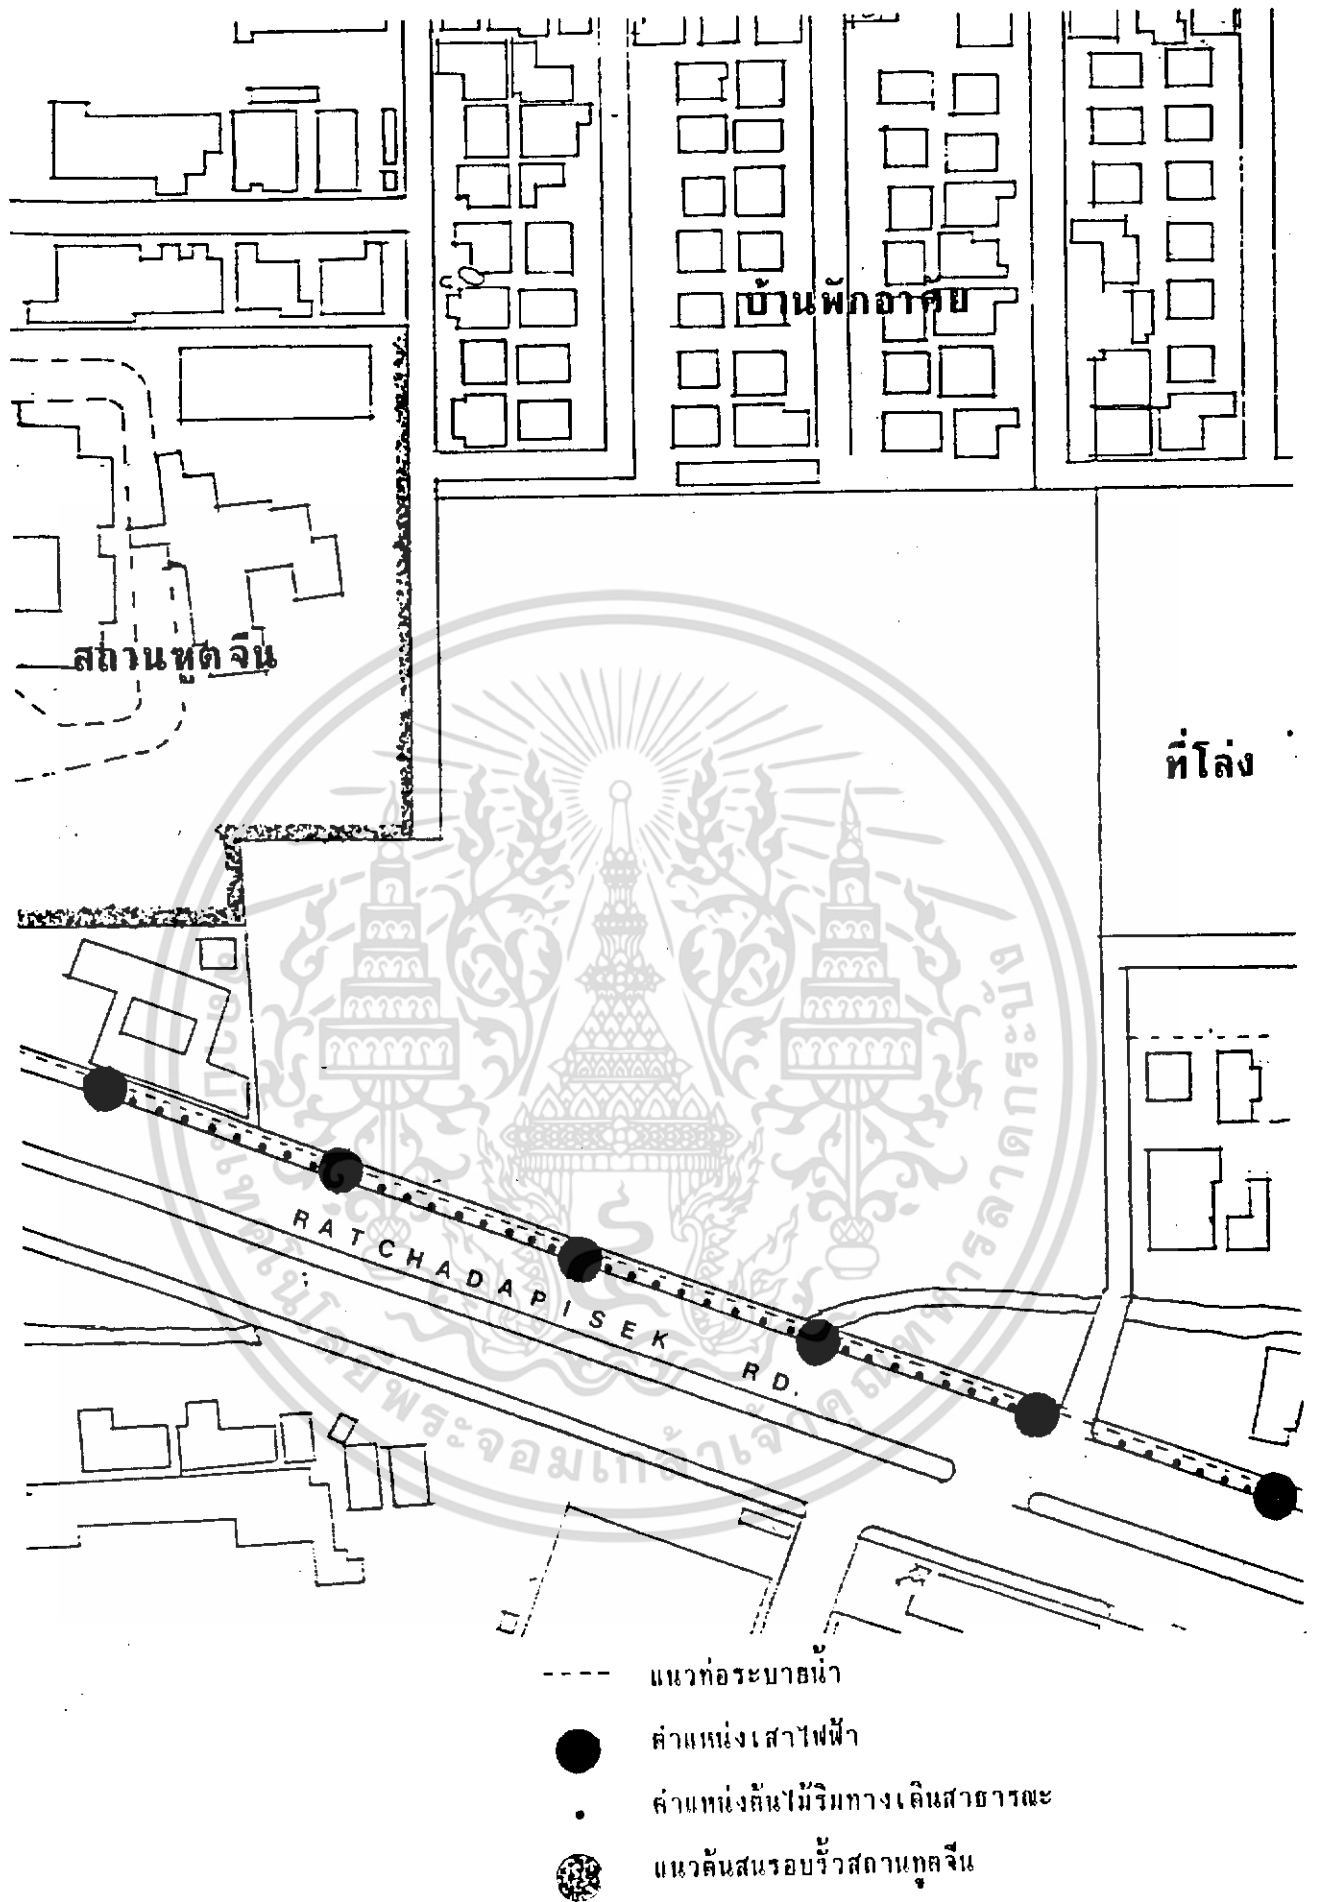 บ้านพักอาศัย
สถานทูตจีน
ที่โล่ง
RATCHADAPISEK RD.
แนวท่อระบายน้ำ
ตำแหน่งเสาไฟฟ้า
ตำแหน่งต้นไม้ริมทางเดินสาธารณะ
แนวต้นสนรอบรั้วสถานทูตจีน